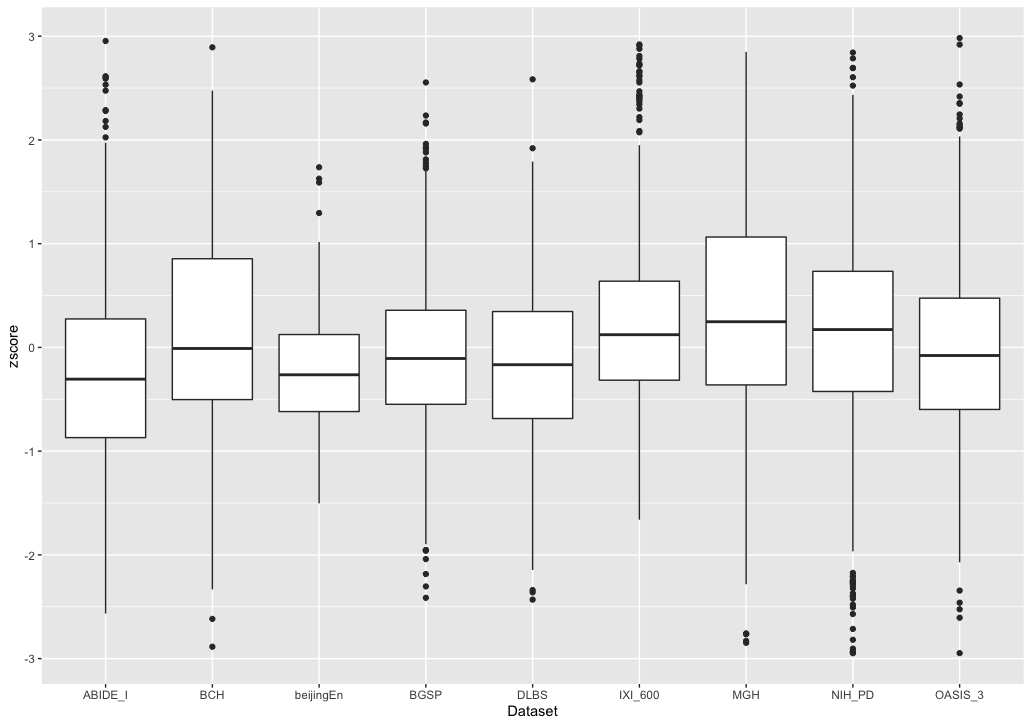 3
2
1
0
-1
-2
-3
zscore
ABIDE_I BCH beijingEn BGSP DLBS IXI_600 MGH NIH_PD OASIS_3
Dataset